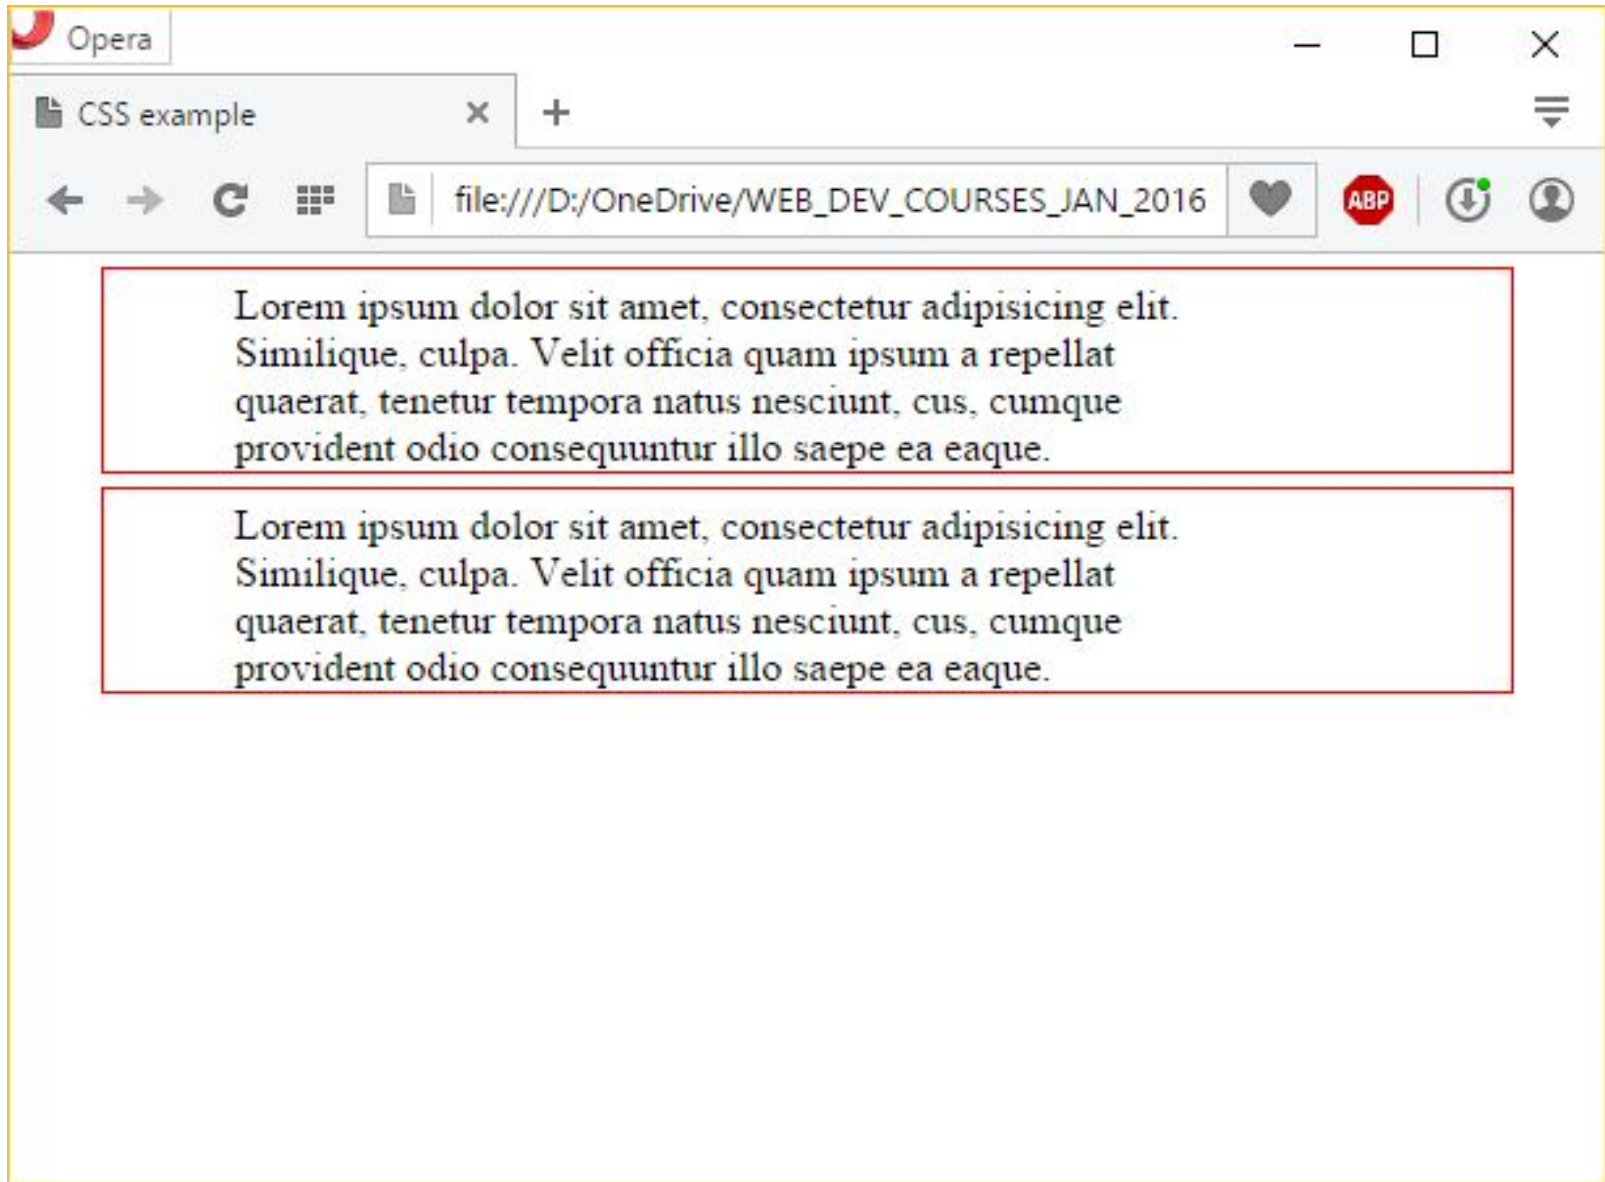 Opera
CSS example
file:///D:/OneDrive/WEB_DEV_COURSES_JAN_2016
ABP
Lorem ipsum dolor sit amet, consectetur adipisicing elit.
Similique, culpa. Velit officia quam ipsum a repellat
quaerat, tenetur tempora natus nesciunt, cus, cumque
provident odio consequuntur illo saepe ea eaque.
Lorem ipsum dolor sit amet, consectetur adipisicing elit.
Similique, culpa. Velit officia quam ipsum a repellat
quaerat, tenetur tempora natus nesciunt, cus, cumque
provident odio consequuntur illo saepe ea eaque.